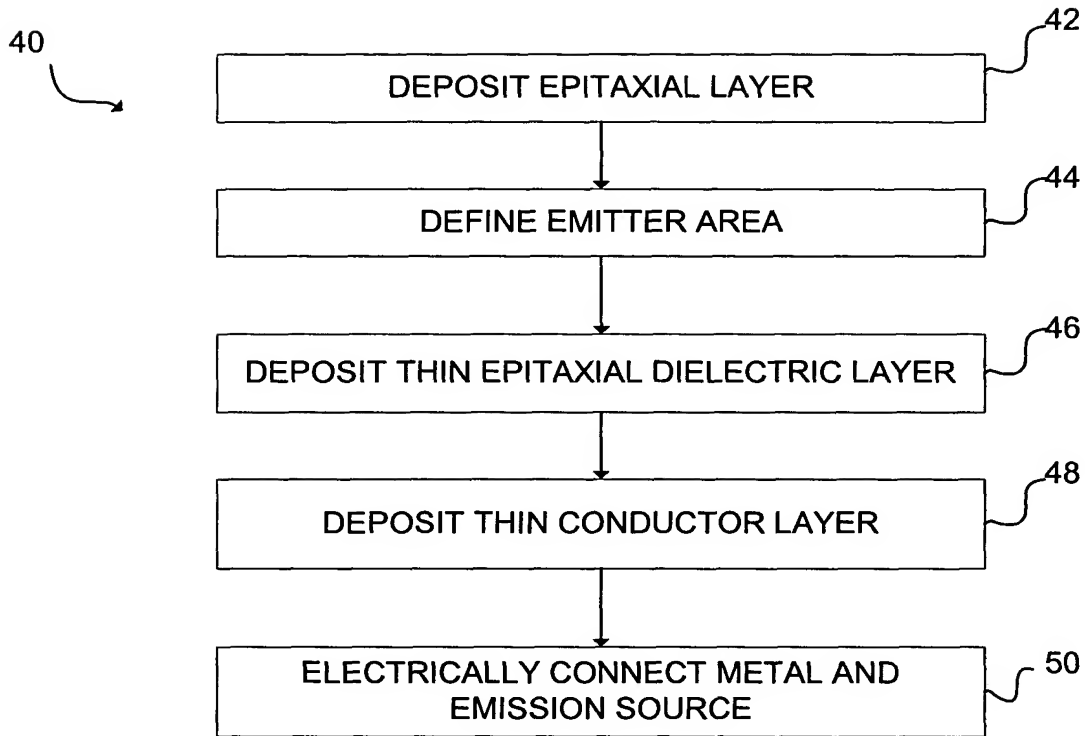 40
42
DEPOSIT EPITAXIAL LAYER
44
DEFINE EMITTER AREA
46
DEPOSIT THIN EPITAXIAL DIELECTRIC LAYER
48
DEPOSIT THIN CONDUCTOR LAYER
50
ELECTRICALLY CONNECT METAL AND
EMISSION SOURCE